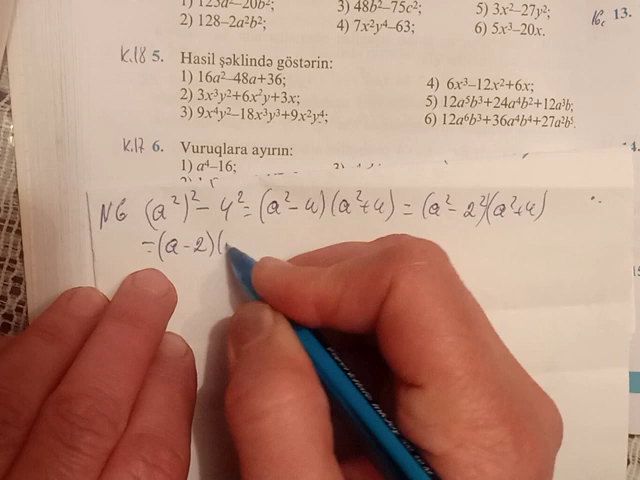 1) 125a²–20b²;
2) 128–2a²b²;
3) 48b²–75c²;
4) 7x²y⁴–63;
5) 3x²–27y²;
6) 5x³–20x.
13.
K.18 5. Hasil şəklində göstərin:
1) 16a²–48a+36;
2) 3x³y²+6x²y+3x;
3) 9x⁴y²–18x³y³+9x²y⁴;
4) 6x³–12x²+6x;
5) 12a⁵b³+24a⁴b²+12a³b;
6) 12a⁶b³+36a⁴b⁴+27a²b⁵.
K.17 6. Vuruqlara ayırın:
1) a⁴–16;
N6 (a²)² – 4² = (a² – 4)(a² + 4) = (a² – 2²)(a² + 4)
= (a – 2)(